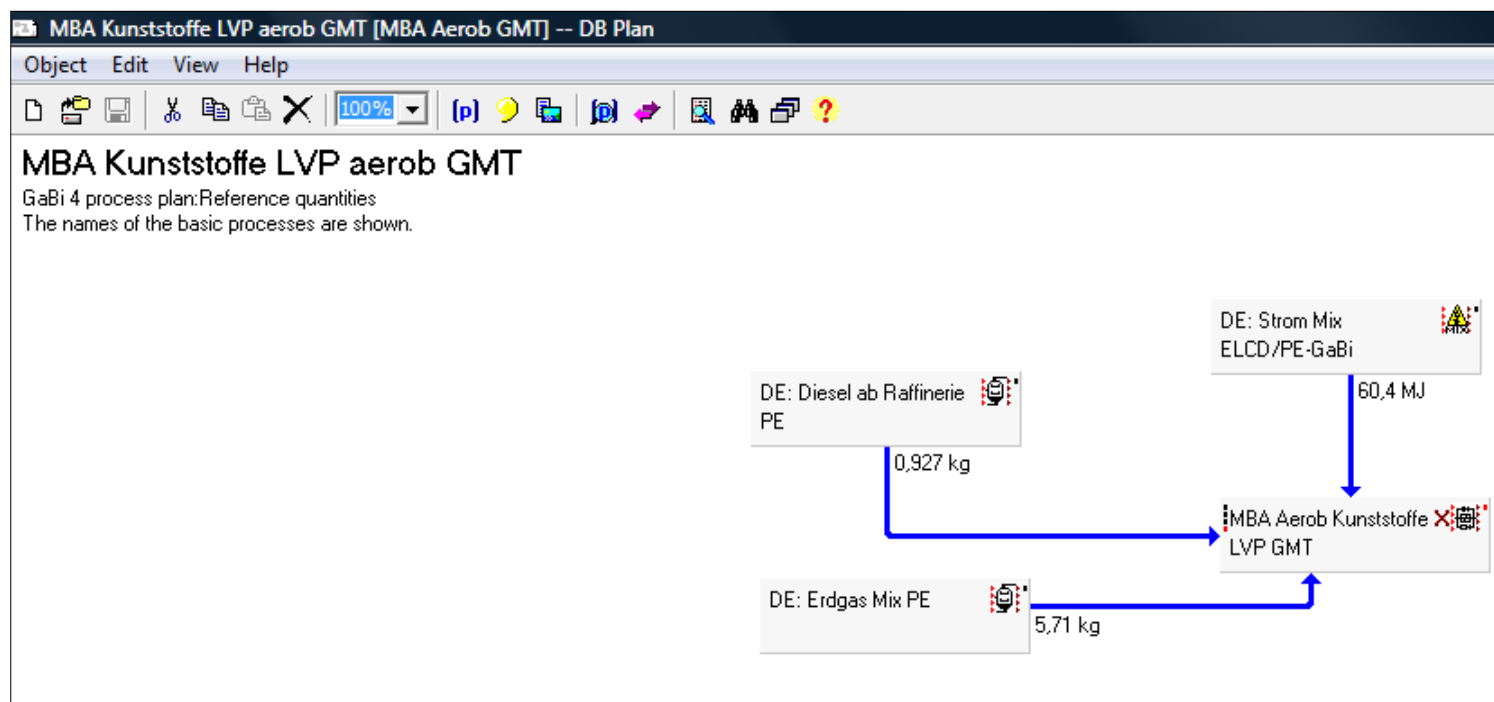 MBA Kunststoffe LVP aerob GMT [MBA Aerob GMT] -- DB Plan
Object Edit View Help
100% (p) (p) ?
MBA Kunststoffe LVP aerob GMT
GaBi 4 process plan:Reference quantities
The names of the basic processes are shown.
DE: Strom Mix
ELCD/PE-GaBi
MIX
60,4 MJ
DE: Diesel ab Raffinerie
PE
0,927 kg
MBA Aerob Kunststoffe X
LVP GMT
DE: Erdgas Mix PE
5,71 kg